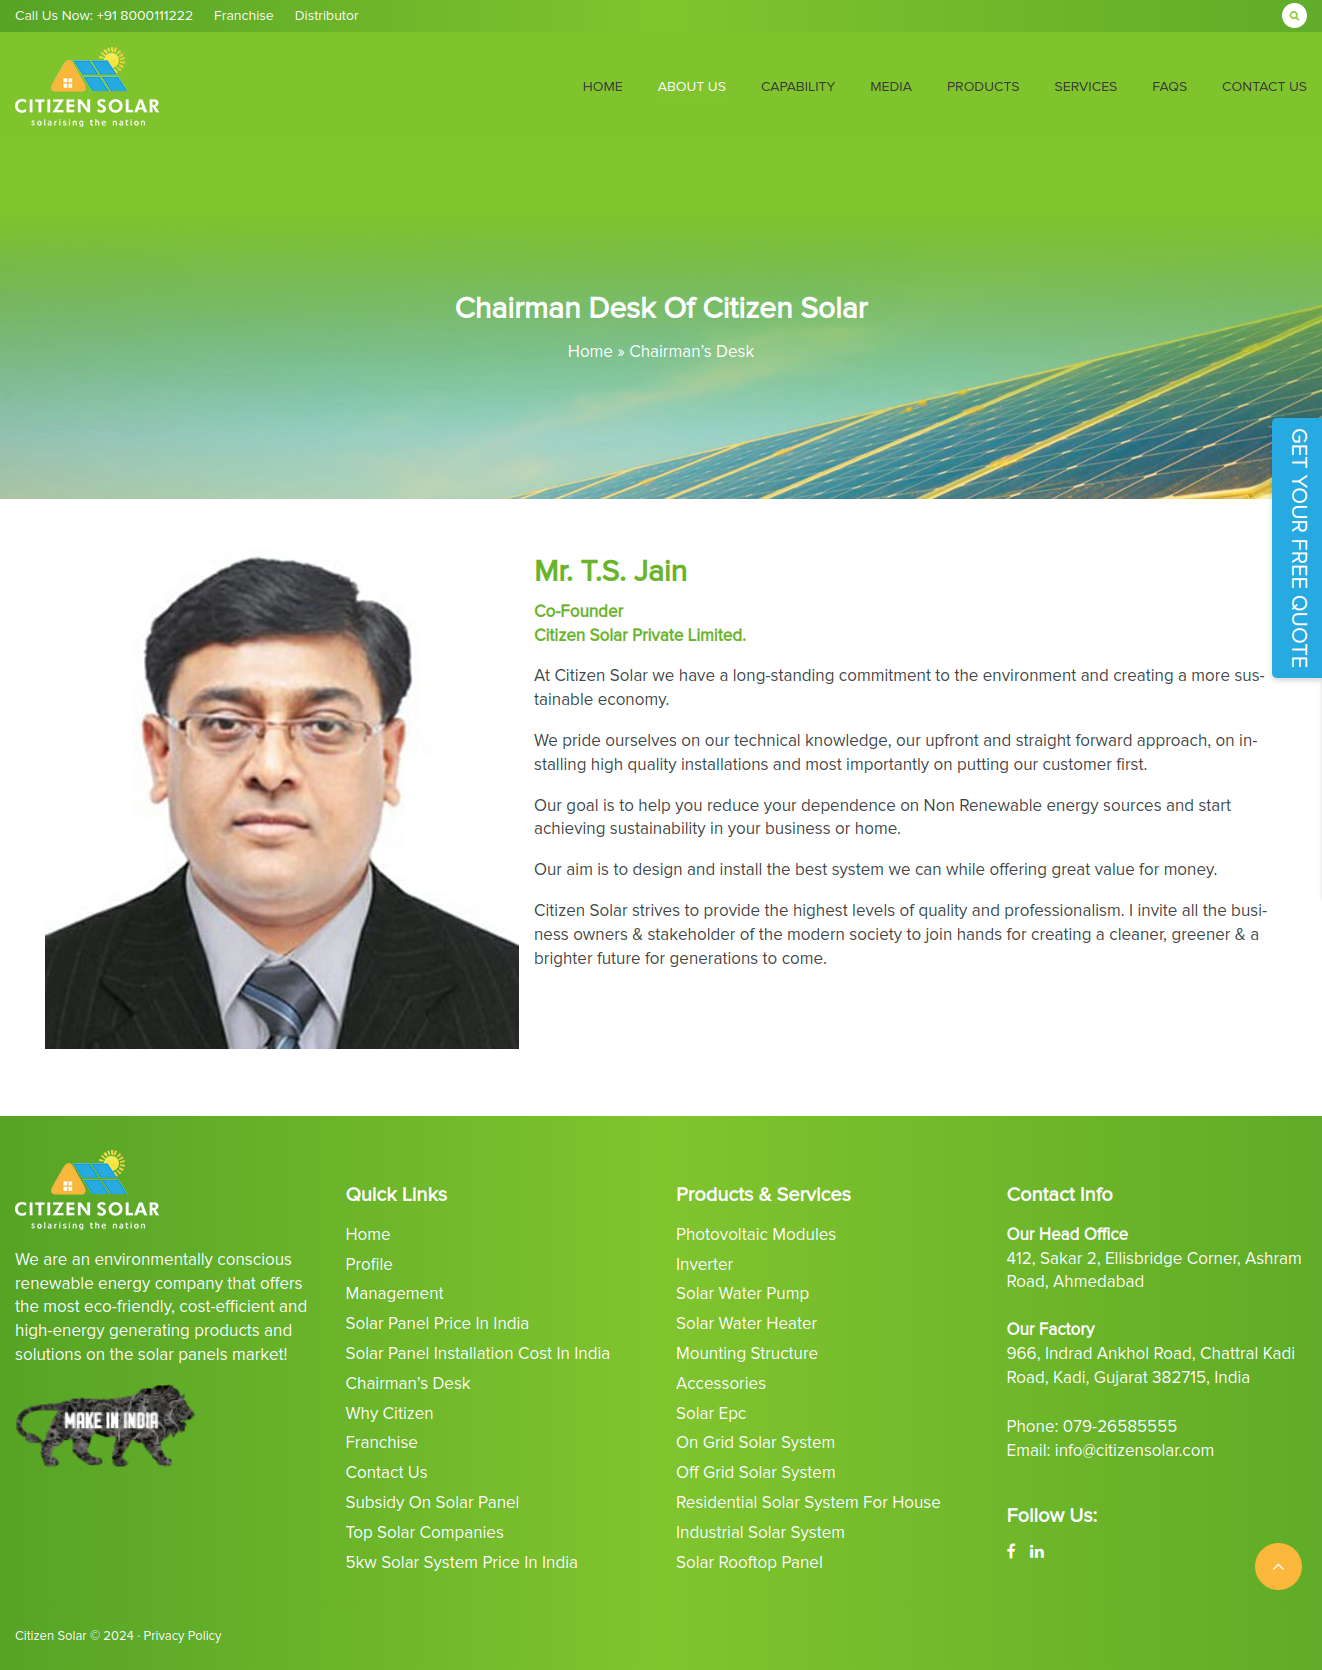 Call Us Now: +91 8000111222 Franchise Distributor
CITIZEN SOLAR
solarising the nation
HOME ABOUT US CAPABILITY MEDIA PRODUCTS SERVICES FAQS CONTACT US
Chairman Desk Of Citizen Solar
Home » Chairman’s Desk
GET YOUR FREE QUOTE
Mr. T.S. Jain
Co-Founder
Citizen Solar Private Limited.
At Citizen Solar we have a long-standing commitment to the environment and creating a more sus-
tainable economy.
We pride ourselves on our technical knowledge, our upfront and straight forward approach, on in-
stalling high quality installations and most importantly on putting our customer first.
Our goal is to help you reduce your dependence on Non Renewable energy sources and start
achieving sustainability in your business or home.
Our aim is to design and install the best system we can while offering great value for money.
Citizen Solar strives to provide the highest levels of quality and professionalism. I invite all the busi-
ness owners & stakeholder of the modern society to join hands for creating a cleaner, greener & a
brighter future for generations to come.
CITIZEN SOLAR
solarising the nation
We are an environmentally conscious
renewable energy company that offers
the most eco-friendly, cost-efficient and
high-energy generating products and
solutions on the solar panels market!
MAKE IN INDIA
Quick Links
Home
Profile
Management
Solar Panel Price In India
Solar Panel Installation Cost In India
Chairman’s Desk
Why Citizen
Franchise
Contact Us
Subsidy On Solar Panel
Top Solar Companies
5kw Solar System Price In India
Products & Services
Photovoltaic Modules
Inverter
Solar Water Pump
Solar Water Heater
Mounting Structure
Accessories
Solar Epc
On Grid Solar System
Off Grid Solar System
Residential Solar System For House
Industrial Solar System
Solar Rooftop Panel
Contact Info
Our Head Office
412, Sakar 2, Ellisbridge Corner, Ashram
Road, Ahmedabad
Our Factory
966, Indrad Ankhol Road, Chattral Kadi
Road, Kadi, Gujarat 382715, India
Phone: 079-26585555
Email: info@citizensolar.com
Follow Us:
Citizen Solar © 2024 · Privacy Policy